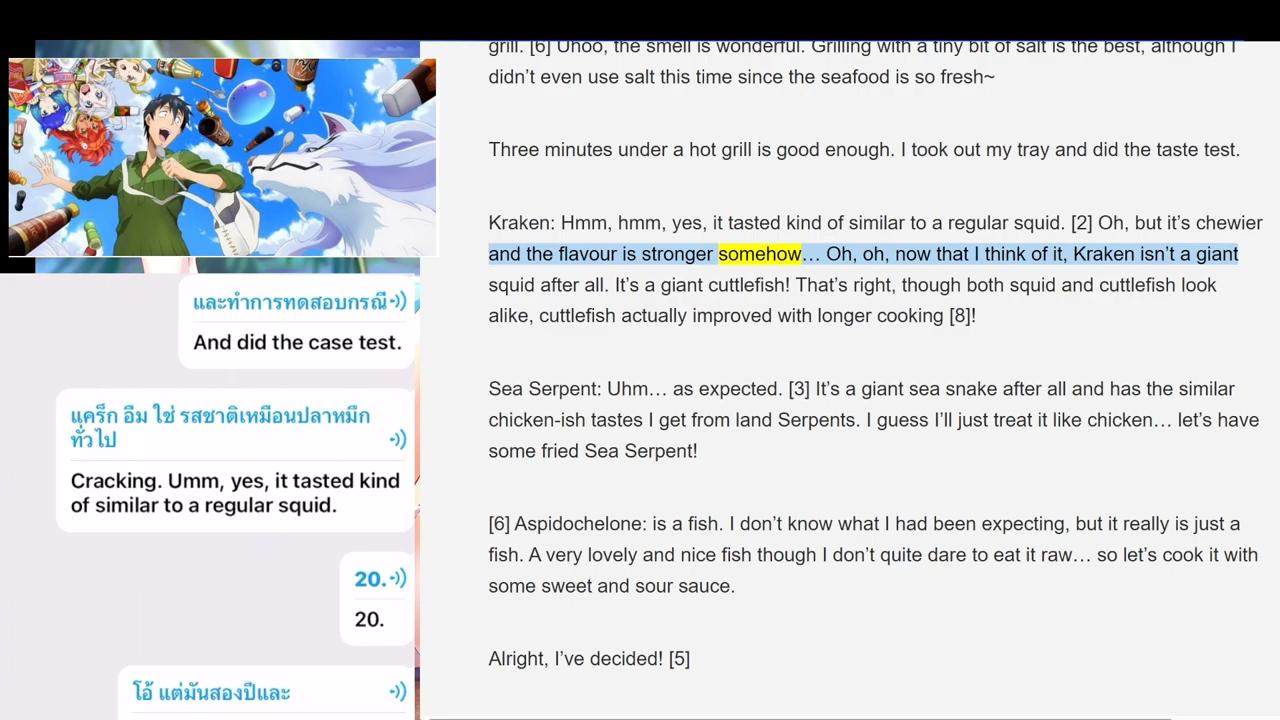 และทำการทดสอบกรณี
And did the case test.
แคร็ก อืม ใช่ รสชาติเหมือนปลาหมึก
ทั่วไป
Cracking. Umm, yes, it tasted kind
of similar to a regular squid.
20.
20.
โอ้ แต่มันสองปีและ
grill. [6] Uhoo, the smell is wonderful. Grilling with a tiny bit of salt is the best, although I
didn’t even use salt this time since the seafood is so fresh~
Three minutes under a hot grill is good enough. I took out my tray and did the taste test.
Kraken: Hmm, hmm, yes, it tasted kind of similar to a regular squid. [2] Oh, but it’s chewier
and the flavour is stronger somehow… Oh, oh, now that I think of it, Kraken isn’t a giant
squid after all. It’s a giant cuttlefish! That’s right, though both squid and cuttlefish look
alike, cuttlefish actually improved with longer cooking [8]!
Sea Serpent: Uhm… as expected. [3] It’s a giant sea snake after all and has the similar
chicken-ish tastes I get from land Serpents. I guess I’ll just treat it like chicken… let’s have
some fried Sea Serpent!
[6] Aspidochelone: is a fish. I don’t know what I had been expecting, but it really is just a
fish. A very lovely and nice fish though I don’t quite dare to eat it raw… so let’s cook it with
some sweet and sour sauce.
Alright, I’ve decided! [5]